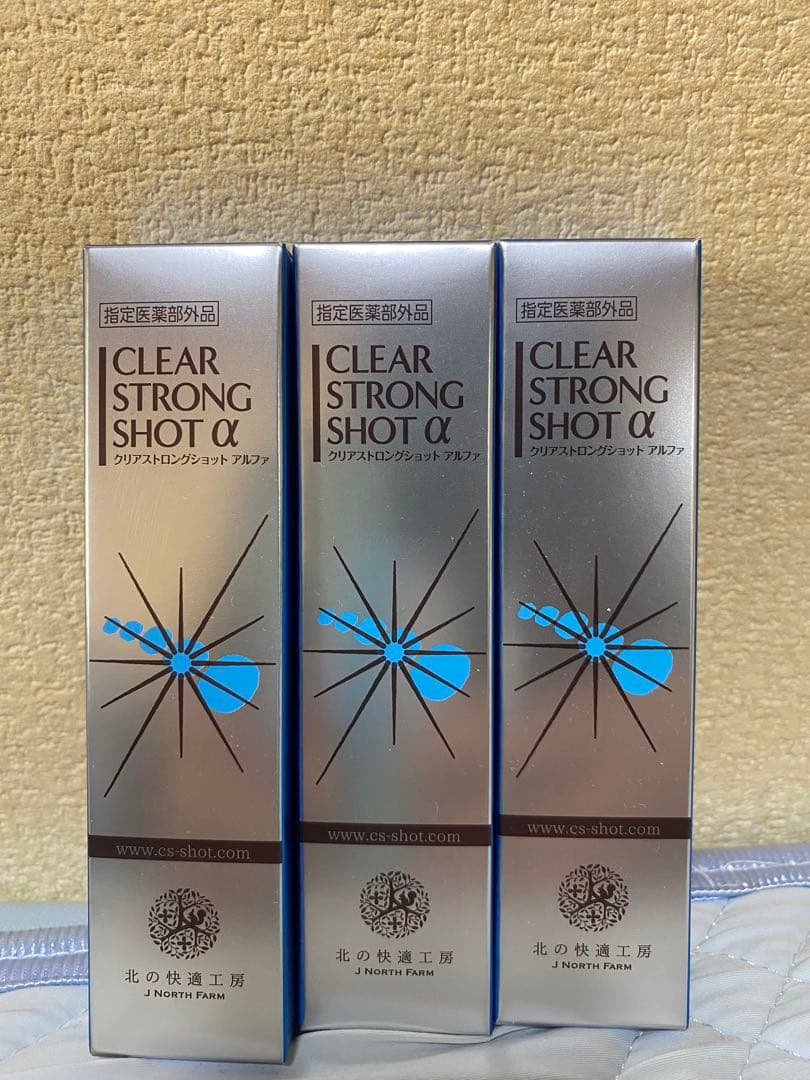 指定医薬部外品
CLEAR
STRONG
SHOT α
クリアストロングショット アルファ
www.cs-shot.com
北の快適工房
J NORTH FARM
指定医薬部外品
CLEAR
STRONG
SHOT α
クリアストロングショット アルファ
www.cs-shot.com
北の快適工房
J NORTH FARM
指定医薬部外品
CLEAR
STRONG
SHOT α
クリアストロングショット アルファ
www.cs-shot.com
北の快適工房
J NORTH FARM